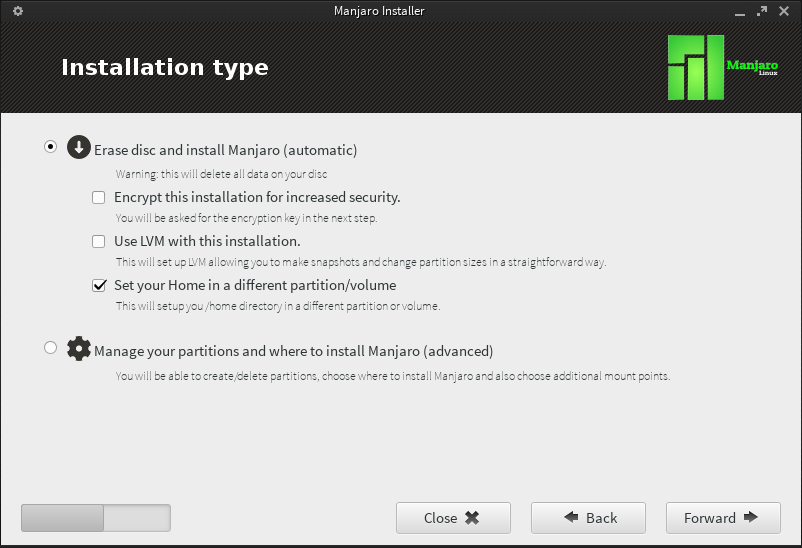 Manjaro Installer
Installation type
Manjaro
Linux
Erase disc and install Manjaro (automatic)
Warning: this will delete all data on your disc
Encrypt this installation for increased security.
You will be asked for the encryption key in the next step.
Use LVM with this installation.
This will set up LVM allowing you to make snapshots and change partition sizes in a straightforward way.
Set your Home in a different partition/volume
This will setup you /home directory in a different partition or volume.
Manage your partitions and where to install Manjaro (advanced)
You will be able to create/delete partitions, choose where to install Manjaro and also choose additional mount points.
Close
Back
Forward